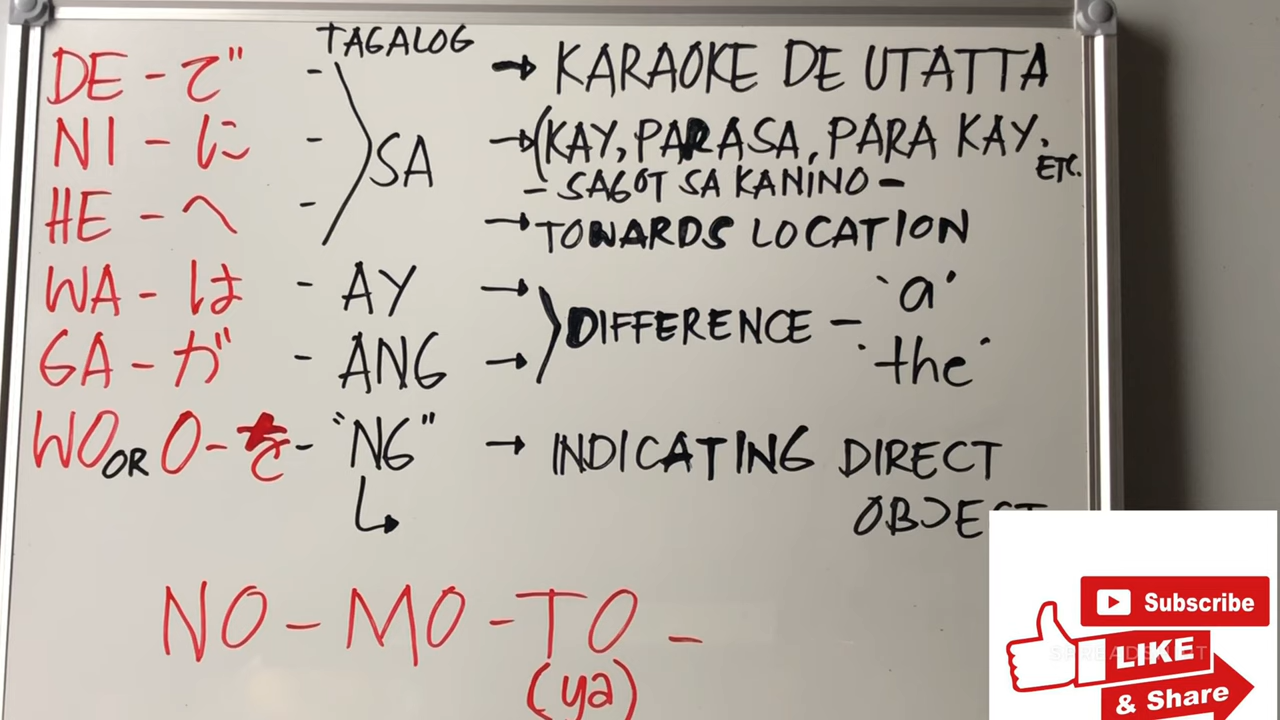 TAGALOG
DE - で - SA → KARAOKE DE UTATTA
NI - に - → (KAY, PARASA, PARA KAY. ETC.
- SAGOT SA KANINO -
HE - へ - → TOWARDS LOCATION
WA - は - AY → DIFFERENCE - 'a'
GA - が - ANG → 'the'
WO OR O - を - "NG" → INDICATING DIRECT
OBJECT
NO - MO - TO -
(ya)
Subscribe
LIKE
& Share